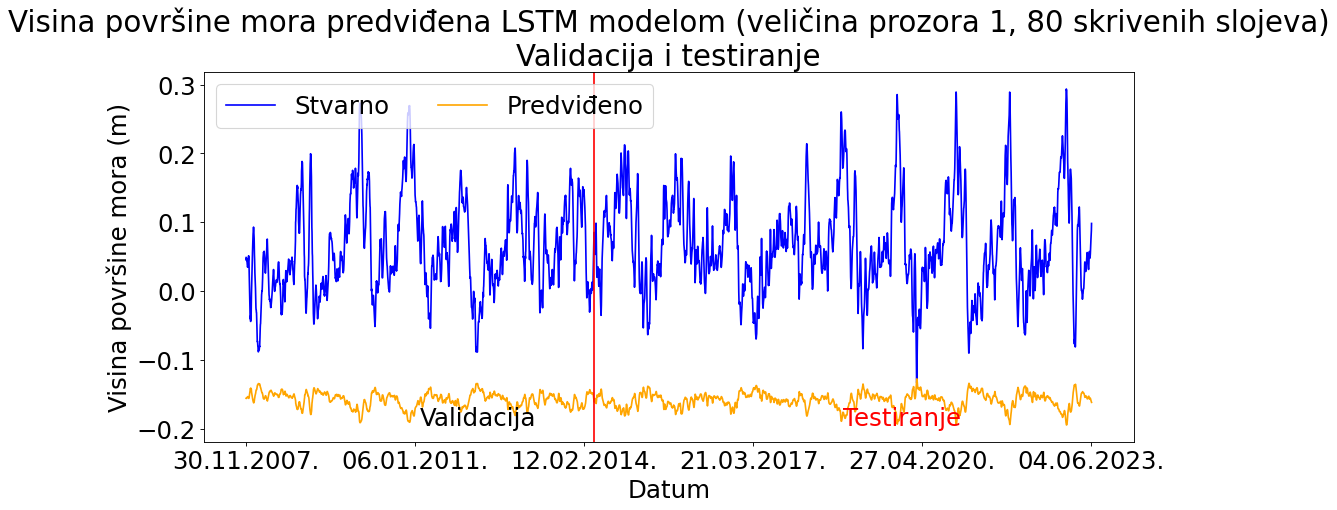 Visina površine mora predviđena LSTM modelom (veličina prozora 1, 80 skrivenih slojeva)
Validacija i testiranje
Stvarno Predviđeno
Visina površine mora (m)
0.3
0.2
0.1
0.0
−0.1
−0.2
Validacija Testiranje
30.11.2007. 06.01.2011. 12.02.2014. 21.03.2017. 27.04.2020. 04.06.2023.
Datum